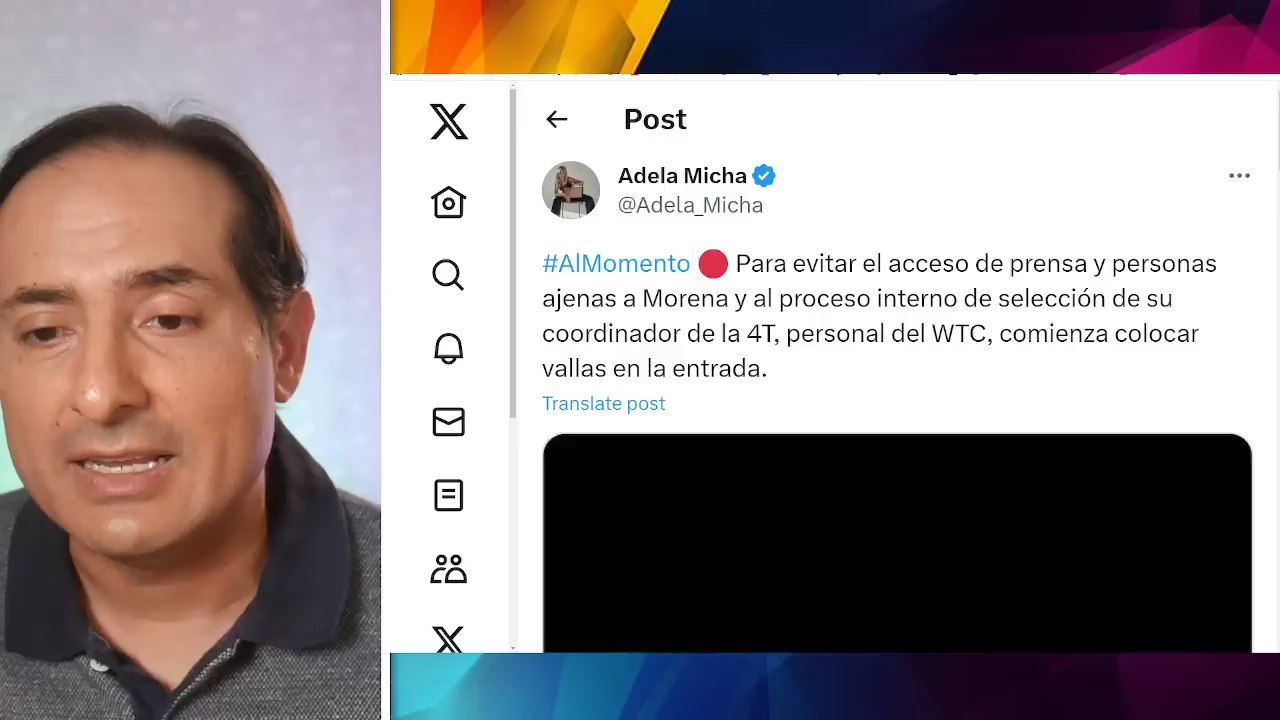 Post
Adela Micha
@Adela_Micha
#AlMomento 🔴 Para evitar el acceso de prensa y personas
ajenas a Morena y al proceso interno de selección de su
coordinador de la 4T, personal del WTC, comienza colocar
vallas en la entrada.
Translate post